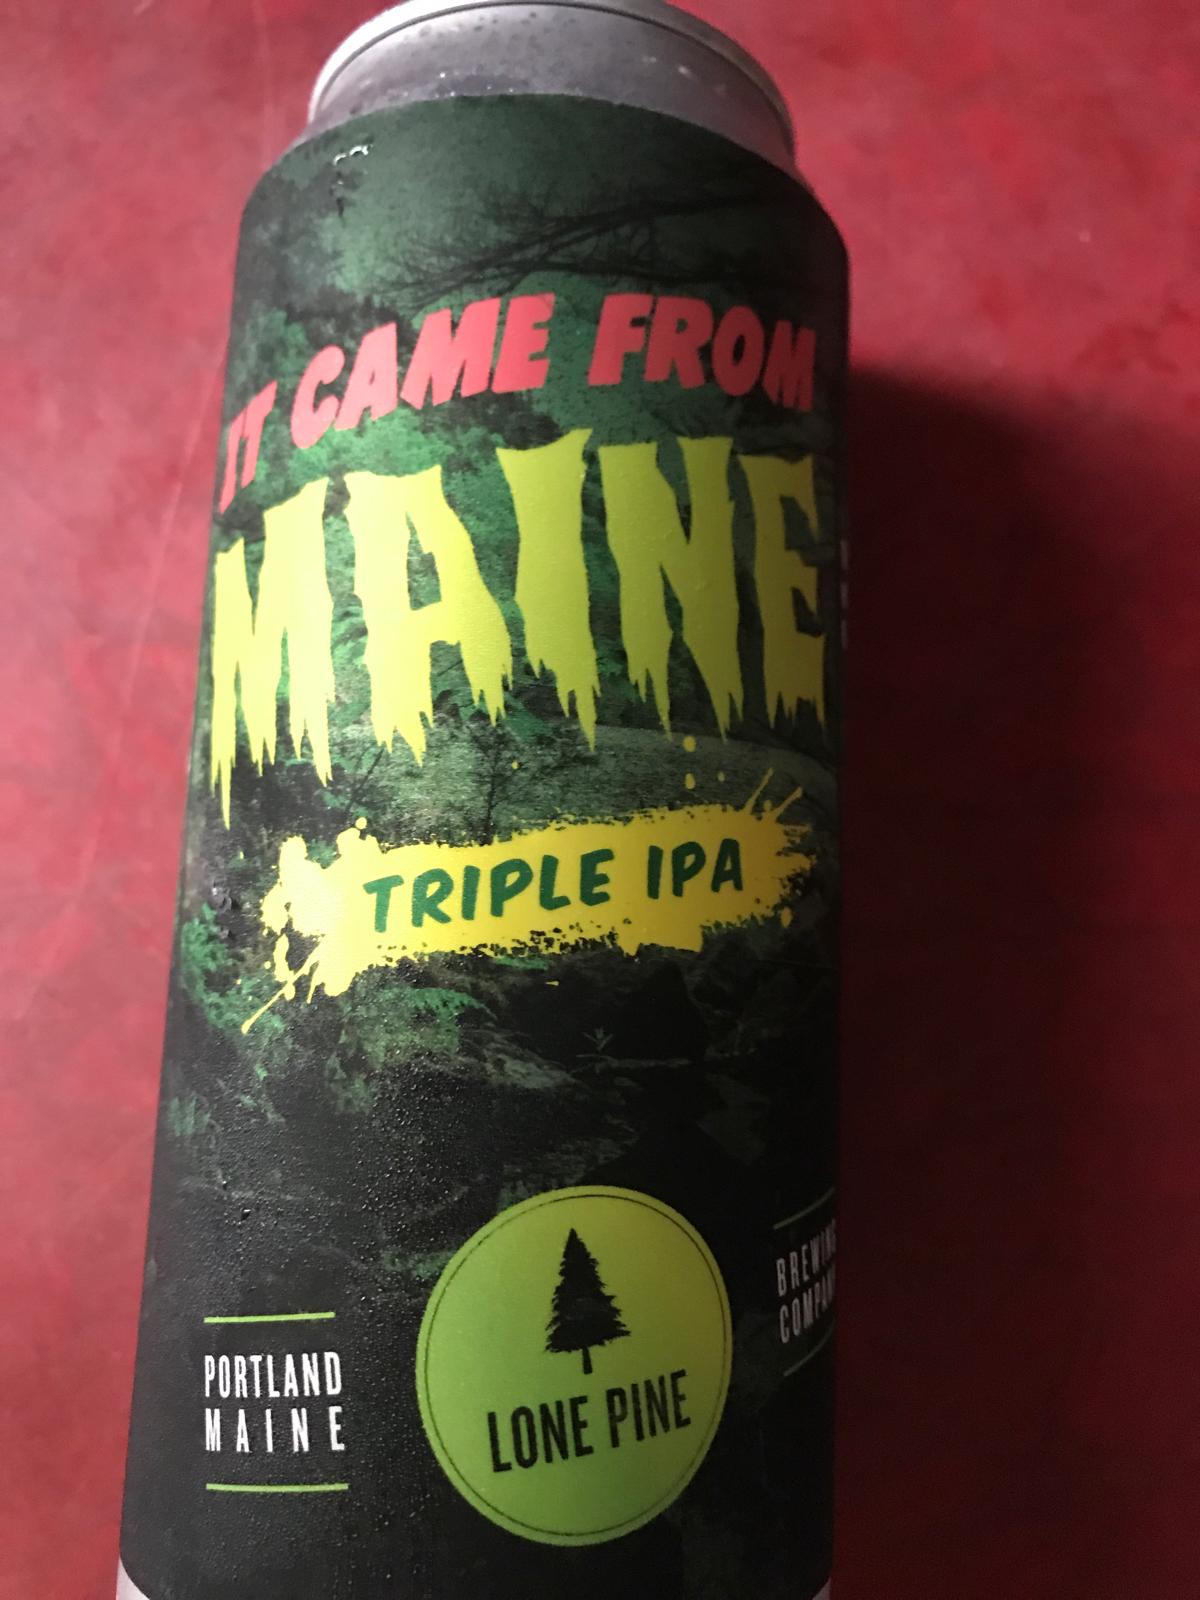 IT CAME FROM
MAINE
TRIPLE IPA
PORTLAND
MAINE
LONE PINE
BREWING
COMPANY